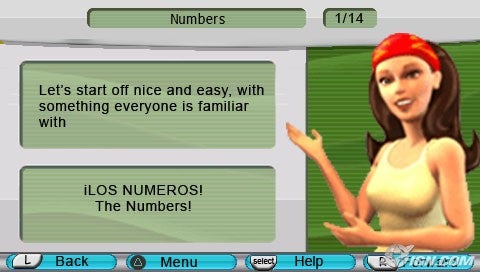 Numbers
1/14
Let's start off nice and easy, with
something everyone is familiar
with
¡LOS NUMEROS!
The Numbers!
L Back
Menu
select Help
R
IGN.COM